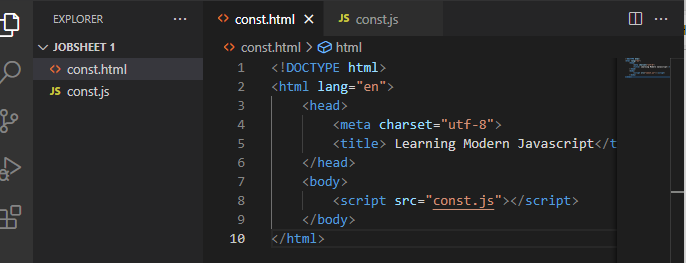 EXPLORER
JOBSHEET 1
<> const.html
JS const.js
<> const.html
JS const.js
<> const.html > html
1 <!DOCTYPE html>
2 <html lang="en">
3 <head>
4 <meta charset="utf-8">
5 <title> Learning Modern Javascript</t
6 </head>
7 <body>
8 <script src="const.js"></script>
9 </body>
10 </html>